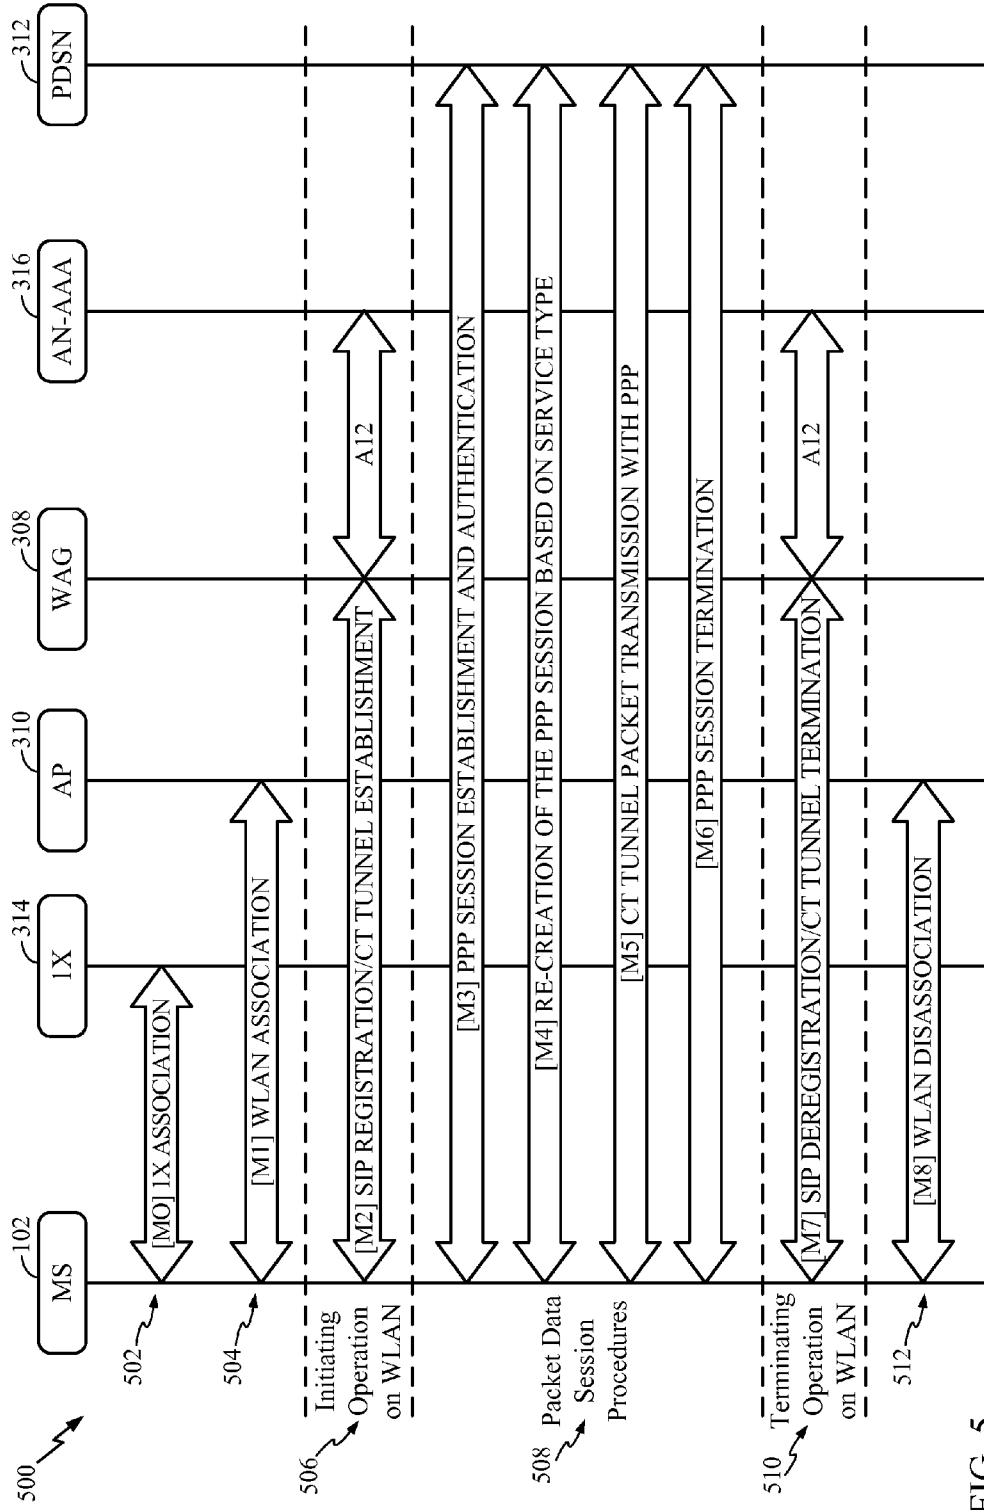 500
MS
102
1X
314
AP
310
WAG
308
AN-AAA
316
PDSN
312
502
[MO] 1X ASSOCIATION
504
[M1] WLAN ASSOCIATION
Initiating
Operation
on WLAN
506
[M2] SIP REGISTRATION/CT TUNNEL ESTABLISHMENT
A12
[M3] PPP SESSION ESTABLISHMENT AND AUTHENTICATION
Packet Data
Session
Procedures
508
[M4] RE-CREATION OF THE PPP SESSION BASED ON SERVICE TYPE
[M5] CT TUNNEL PACKET TRANSMISSION WITH PPP
[M6] PPP SESSION TERMINATION
Terminating
Operation
on WLAN
510
[M7] SIP DEREGISTRATION/CT TUNNEL TERMINATION
A12
512
[M8] WLAN DISASSOCIATION
FIG. 5